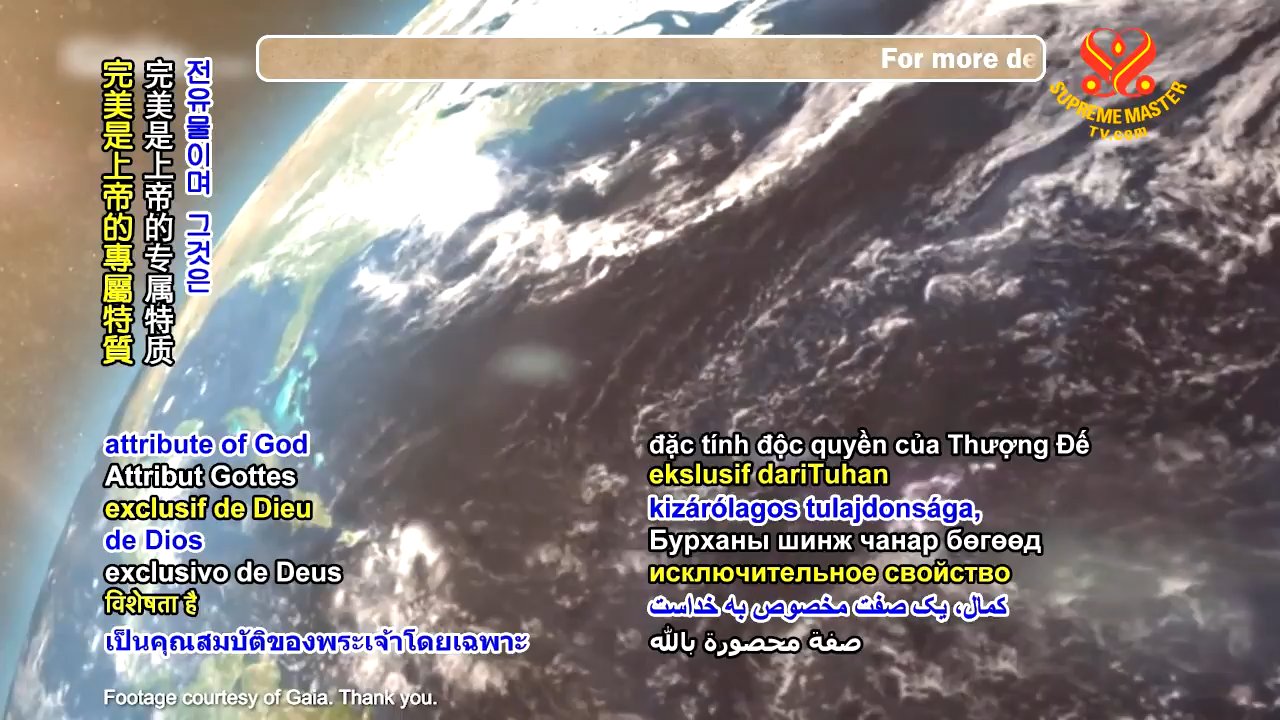 For more de
SUPREME MASTER
TV.com
전유물이며 그것은
完美是上帝的专属特质
完美是上帝的專屬特質
attribute of God
Attribut Gottes
exclusif de Dieu
de Dios
exclusivo de Deus
विशेषता है
เป็นคุณสมบัติของพระเจ้าโดยเฉพาะ
đặc tính độc quyền của Thượng Đế
ekslusif dariTuhan
kizárólagos tulajdonsága,
Бурханы шинж чанар бөгөөд
исключительное свойство
کمال، یک صفت مخصوص به خداست
صفة محصورة بالله
Footage courtesy of Gaia. Thank you.